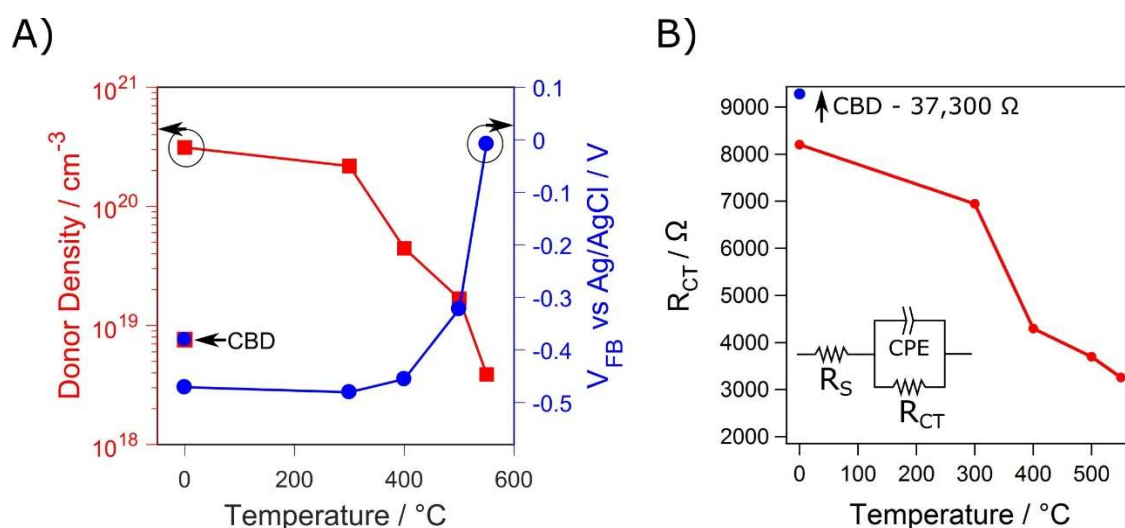 A)
Donor Density / cm⁻³
10²¹
10²⁰
10¹⁹
10¹⁸
CBD
0.1
0
-0.1
-0.2
-0.3
-0.4
-0.5
V_FB vs Ag/AgCl / V
0 200 400 600
Temperature / °C
B)
R_CT / Ω
9000
8000
7000
6000
5000
4000
3000
2000
CBD - 37,300 Ω
CPE
R_S
R_CT
0 100 200 300 400 500
Temperature / °C